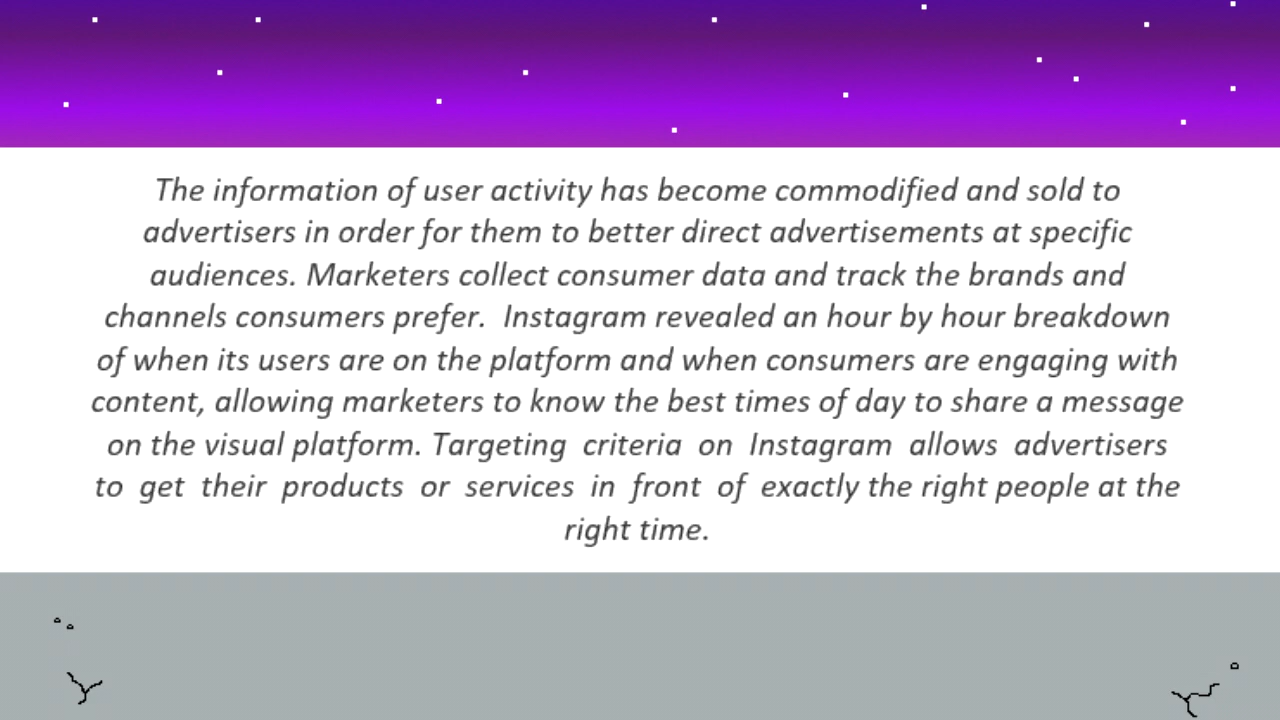 The information of user activity has become commodified and sold to
advertisers in order for them to better direct advertisements at specific
audiences. Marketers collect consumer data and track the brands and
channels consumers prefer.  Instagram revealed an hour by hour breakdown
of when its users are on the platform and when consumers are engaging with
content, allowing marketers to know the best times of day to share a message
on the visual platform. Targeting  criteria  on  Instagram  allows  advertisers
to  get  their  products  or  services  in  front  of  exactly the right people at the
right time.